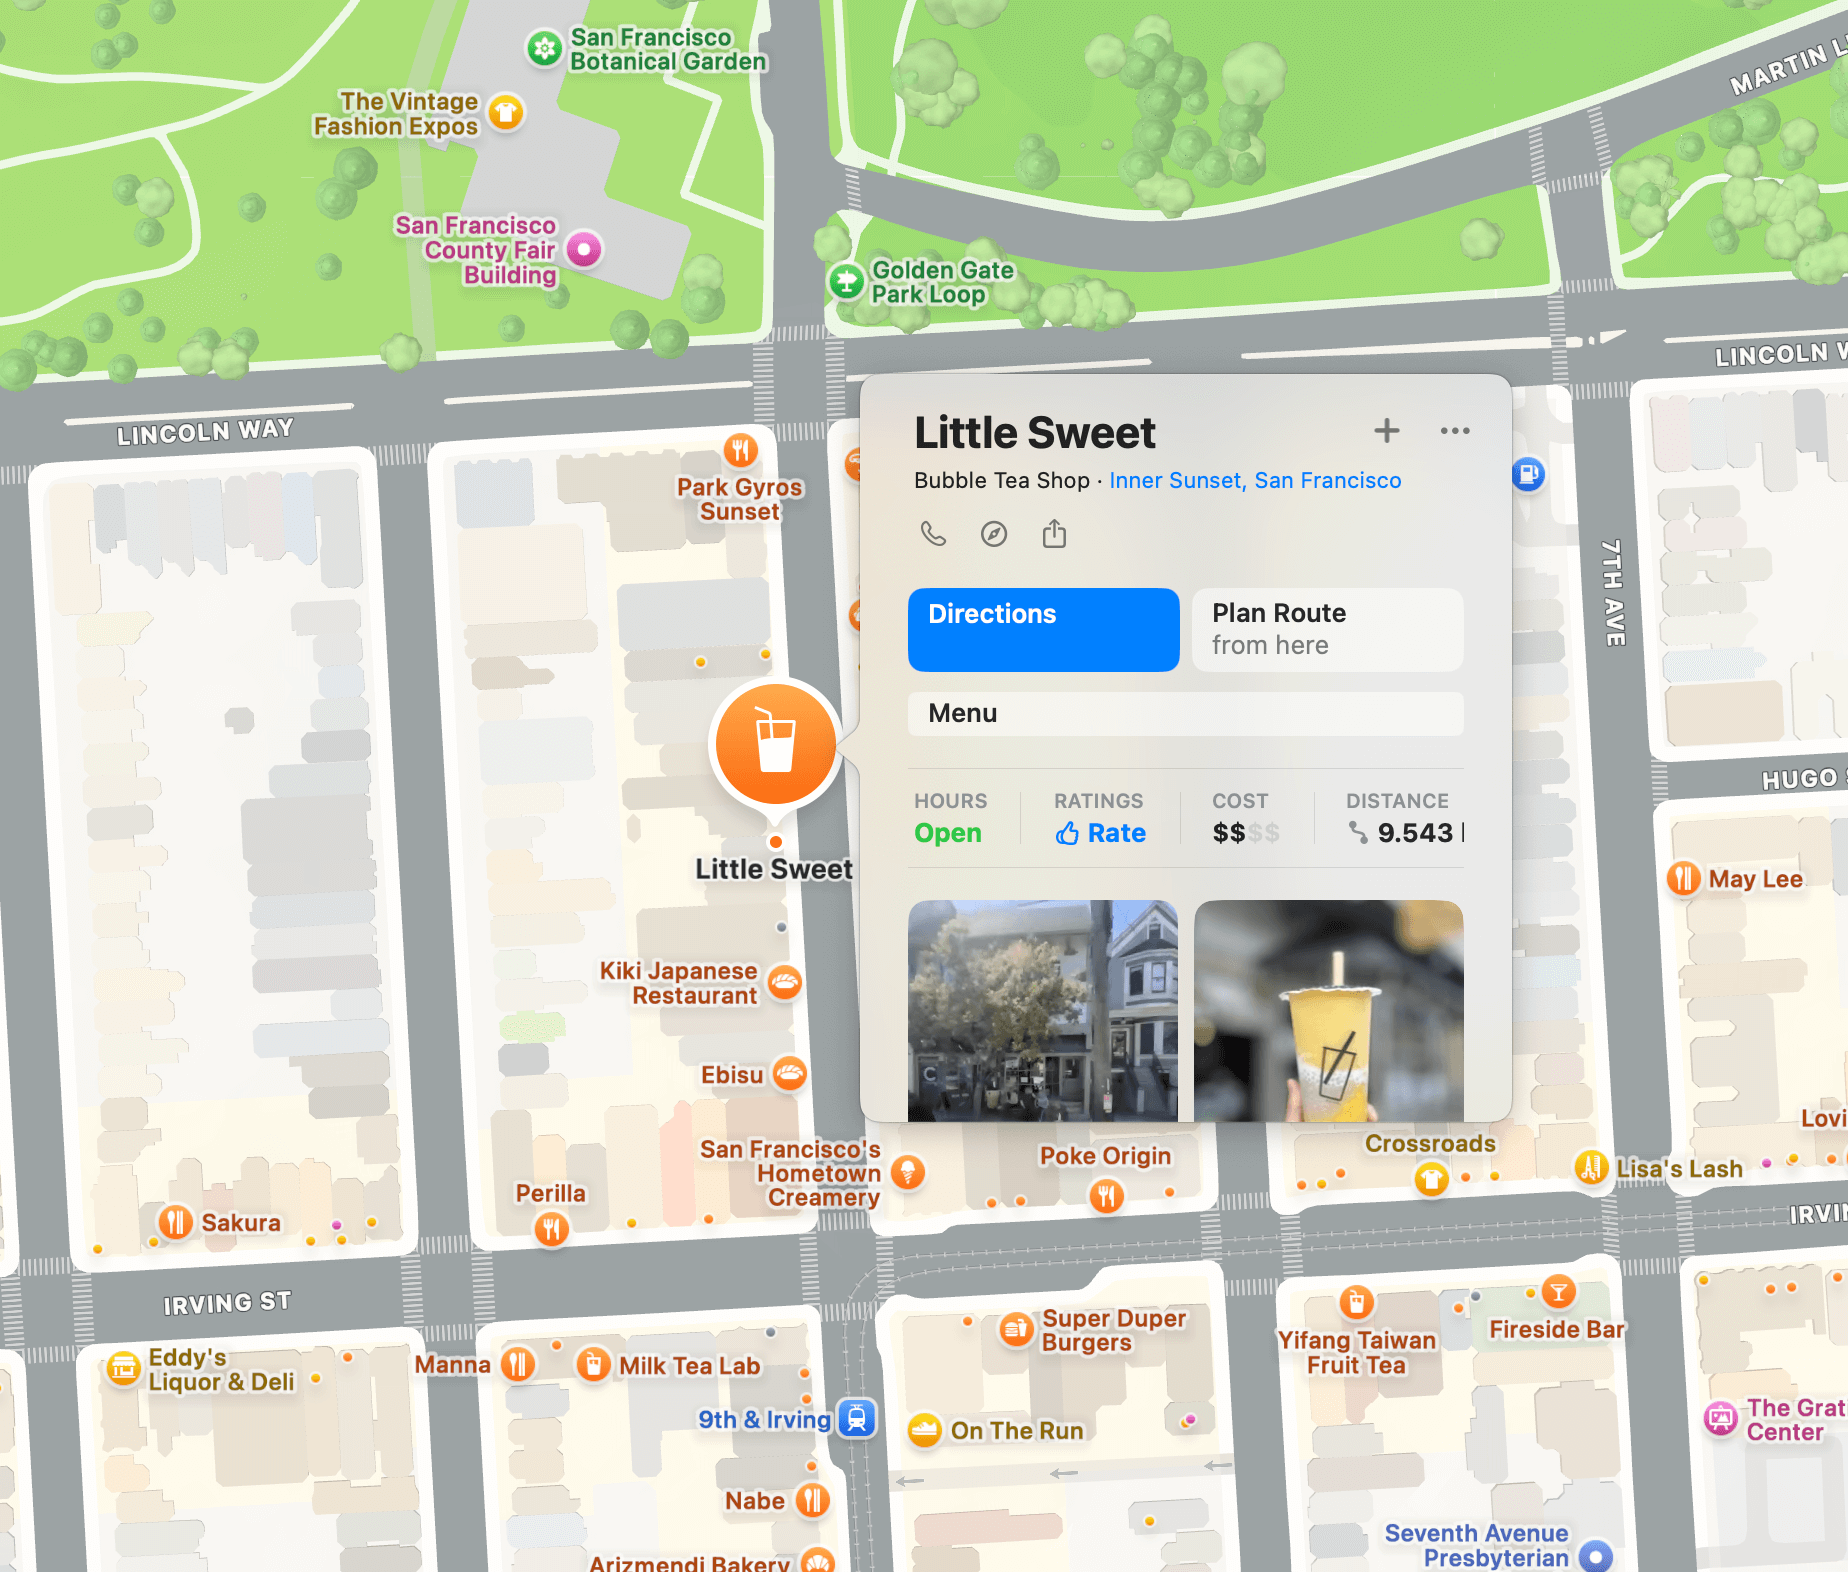 San Francisco
Botanical Garden
The Vintage
Fashion Expos
San Francisco
County Fair
Building
Golden Gate
Park Loop
MARTIN L
LINCOLN WAY
LINCOLN W
Park Gyros
Sunset
Little Sweet
Bubble Tea Shop · Inner Sunset, San Francisco
Directions
Plan Route
from here
Menu
HOURS
Open
RATINGS
Rate
COST
$$$$
DISTANCE
9.543
7TH AVE
HUGO
May Lee
Little Sweet
Kiki Japanese
Restaurant
Ebisu
San Francisco's
Hometown
Creamery
Poke Origin
Crossroads
Lisa's Lash
Lovi
Perilla
Sakura
IRVING ST
IRVIN
Eddy's
Liquor & Deli
Manna
Milk Tea Lab
9th & Irving
Super Duper
Burgers
On The Run
Yifang Taiwan
Fruit Tea
Fireside Bar
The Grat
Center
Nabe
Arizmendi Bakery
Seventh Avenue
Presbyterian